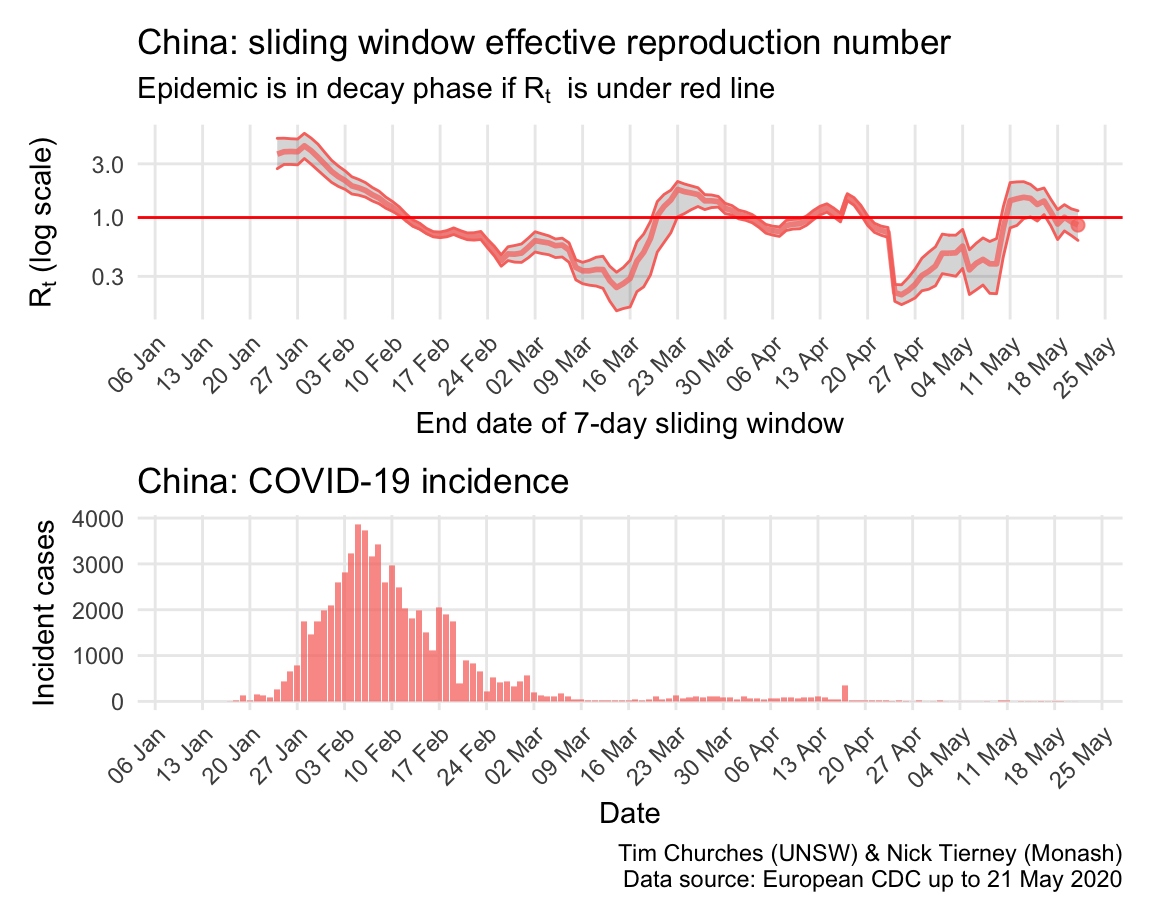 China: sliding window effective reproduction number
Epidemic is in decay phase if Rt is under red line
Rt (log scale)
3.0
1.0
0.3
06 Jan 13 Jan 20 Jan 27 Jan 03 Feb 10 Feb 17 Feb 24 Feb 02 Mar 09 Mar 16 Mar 23 Mar 30 Mar 06 Apr 13 Apr 20 Apr 27 Apr 04 May 11 May 18 May 25 May
End date of 7-day sliding window
China: COVID-19 incidence
Incident cases
4000
3000
2000
1000
0
06 Jan 13 Jan 20 Jan 27 Jan 03 Feb 10 Feb 17 Feb 24 Feb 02 Mar 09 Mar 16 Mar 23 Mar 30 Mar 06 Apr 13 Apr 20 Apr 27 Apr 04 May 11 May 18 May 25 May
Date
Tim Churches (UNSW) & Nick Tierney (Monash)
Data source: European CDC up to 21 May 2020